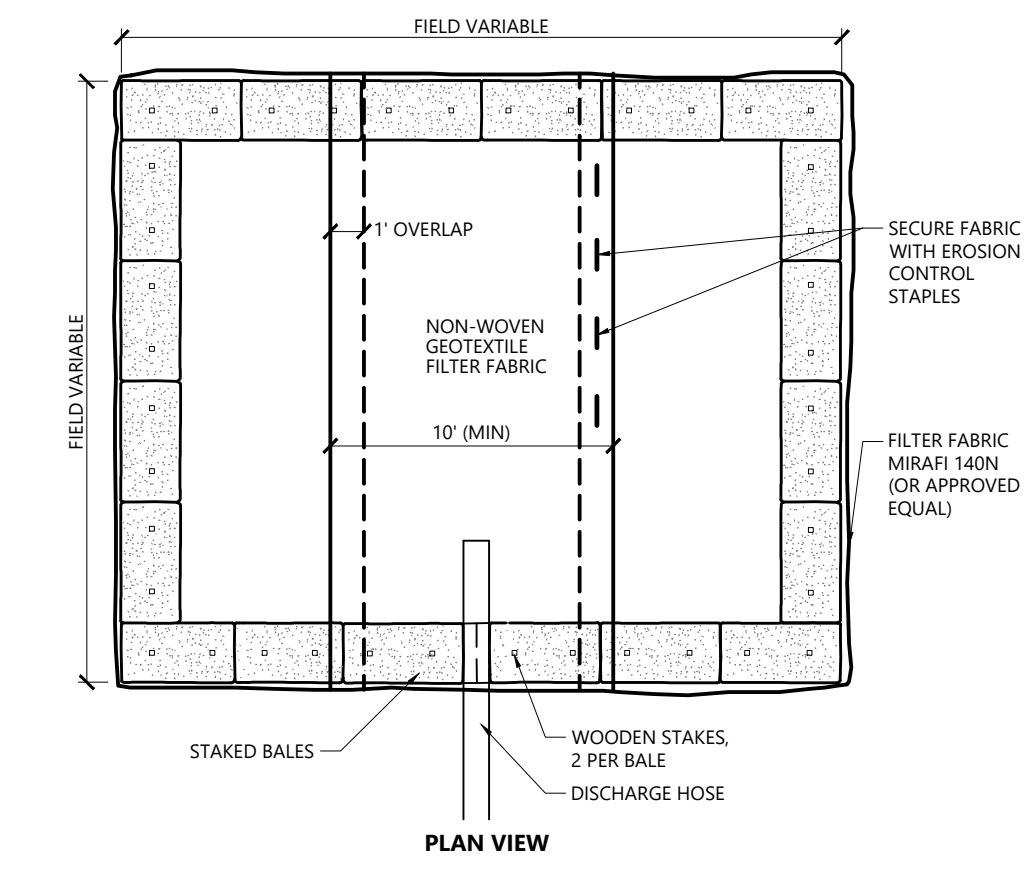 FIELD VARIABLE
FIELD VARIABLE
1' OVERLAP
SECURE FABRIC
WITH EROSION
CONTROL
STAPLES
NON-WOVEN
GEOTEXTILE
FILTER FABRIC
10' (MIN)
FILTER FABRIC
MIRAFI 140N
(OR APPROVED
EQUAL)
STAKED BALES
WOODEN STAKES,
2 PER BALE
DISCHARGE HOSE
PLAN VIEW